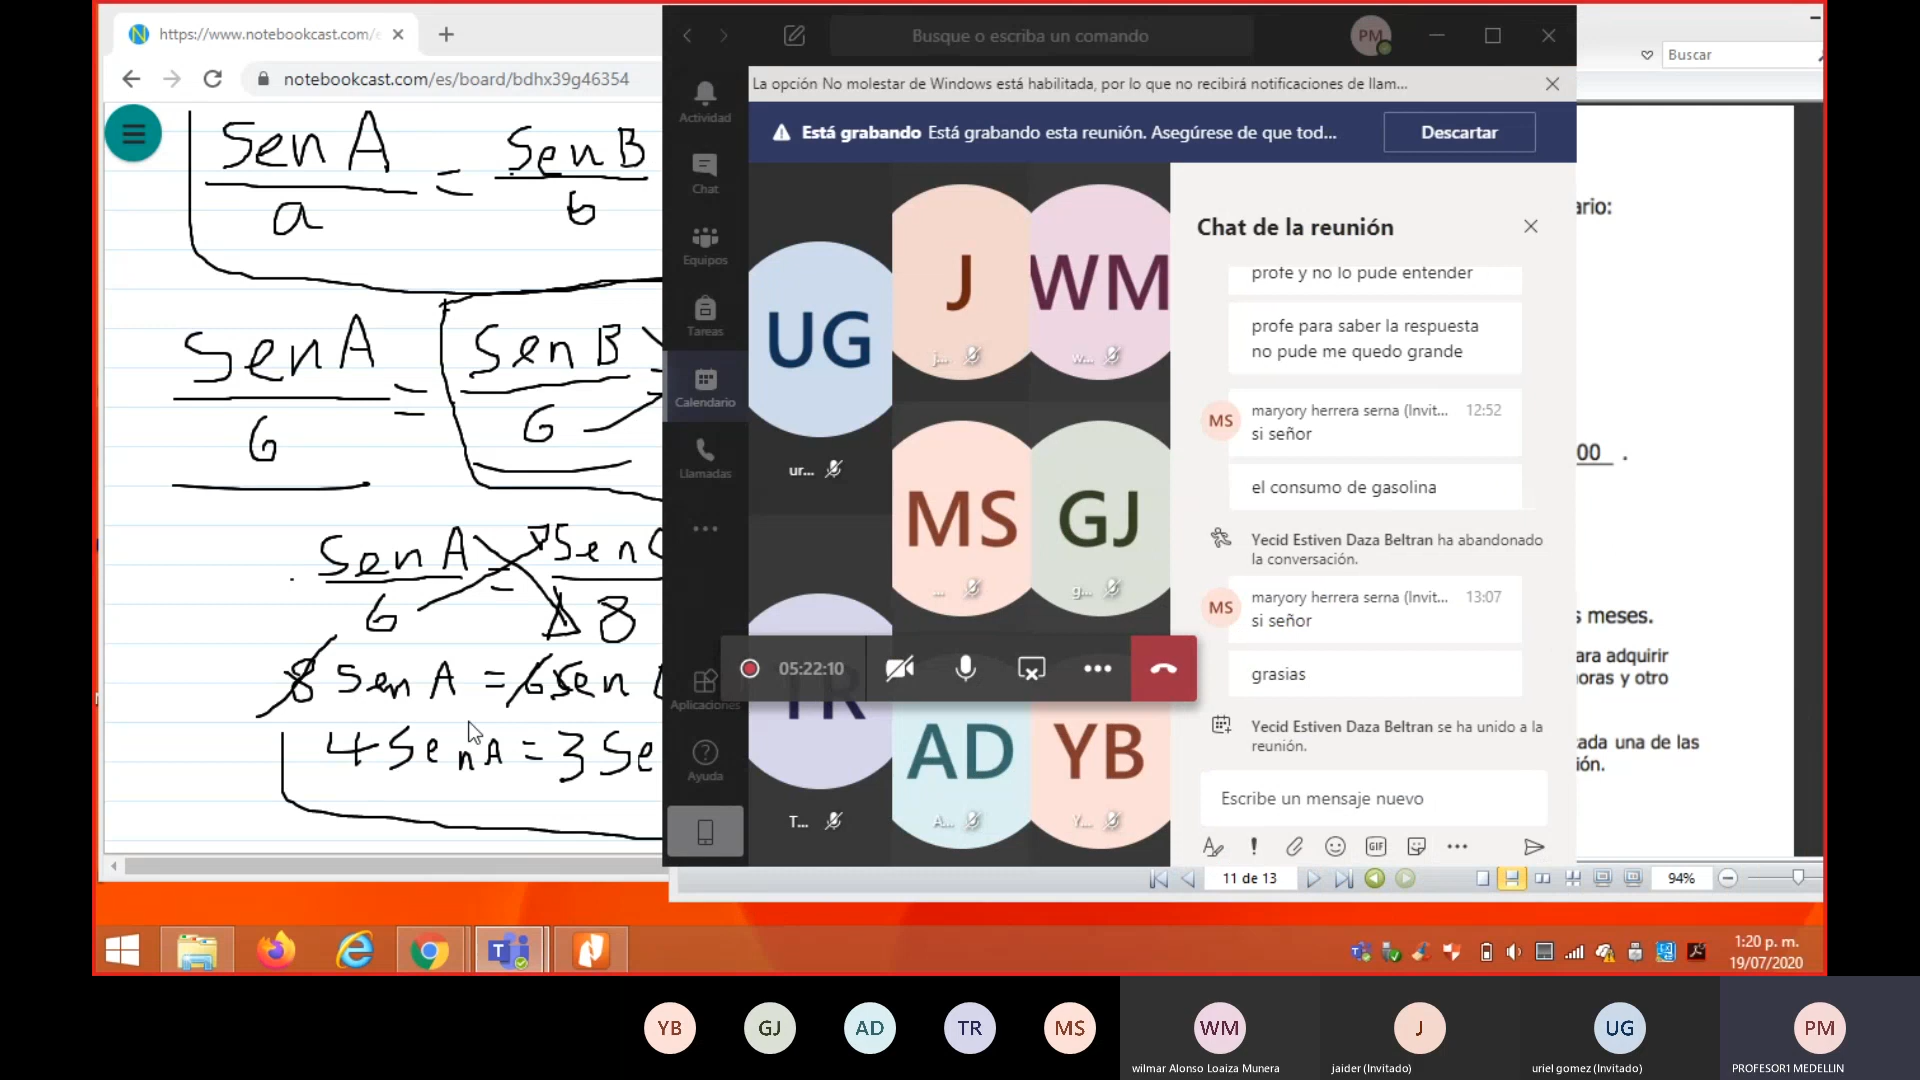 https://www.notebookcast.com/e
notebookcast.com/es/board/bdhx39g46354
Sen A = Sen B
a 6
Sen A = Sen B
6 6
Sen A = Sen C
6 8
8 Sen A = 6 Sen
4 Sen A = 3 Se
Busque o escriba un comando
PM
La opción No molestar de Windows está habilitada, por lo que no recibirá notificaciones de llam...
Está grabando Está grabando esta reunión. Asegúrese de que tod...
Descartar
Actividad
Chat
Equipos
Tareas
Calendario
Llamadas
Aplicaciones
Ayuda
UG
ur...
J
j...
WM
w...
MS
...
GJ
g...
TR
T...
AD
A...
YB
Y...
05:22:10
Chat de la reunión
profe y no lo pude entender
profe para saber la respuesta
no pude me quedo grande
MS
maryory herrera serna (Invit... 12:52
si señor
el consumo de gasolina
Yecid Estiven Daza Beltran ha abandonado
la conversación.
MS
maryory herrera serna (Invit... 13:07
si señor
grasias
Yecid Estiven Daza Beltran se ha unido a la
reunión.
Escribe un mensaje nuevo
GIF
Buscar
ario:
00 .
s meses.
ara adquirir
oras y otro
ada una de las
ión.
11 de 13
94%
1:20 p. m.
19/07/2020
YB
GJ
AD
TR
MS
WM
wilmar Alonso Loaiza Munera
J
jaider (Invitado)
UG
uriel gomez (Invitado)
PM
PROFESOR1 MEDELLIN